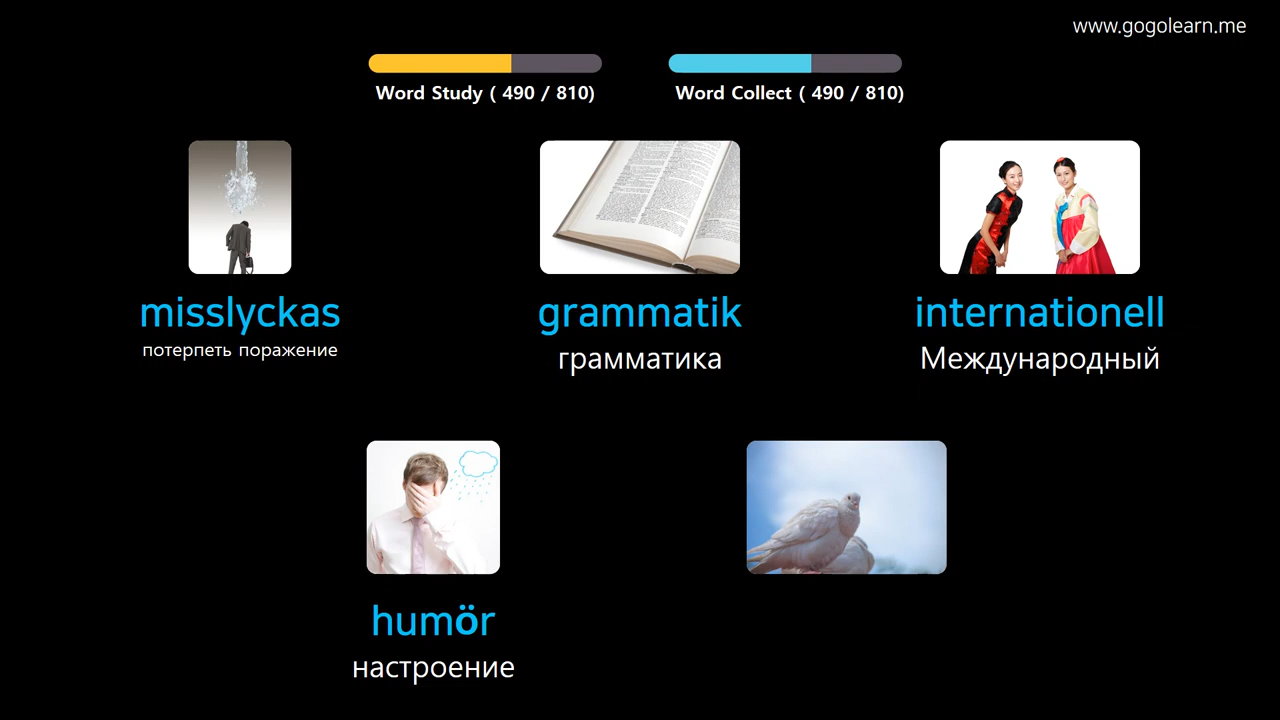 www.gogolearn.me
Word Study ( 490 / 810)
Word Collect ( 490 / 810)
misslyckas
потерпеть поражение
grammatik
грамматика
internationell
Международный
humör
настроение